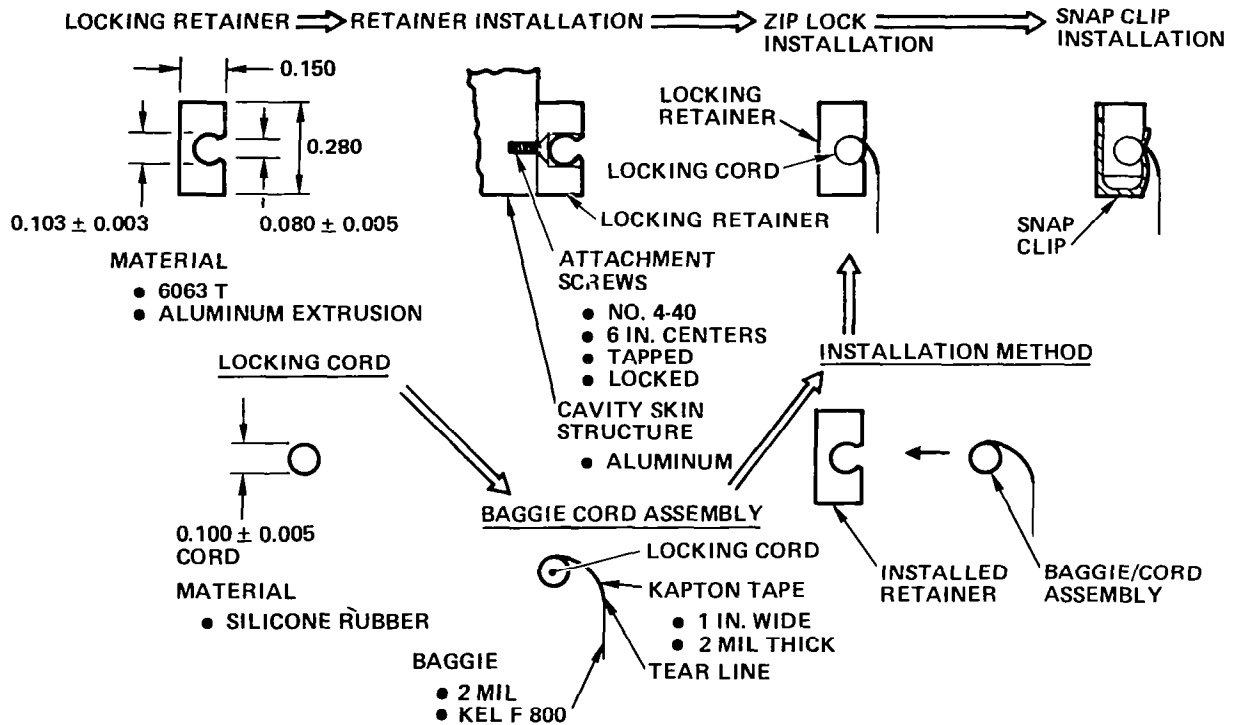 LOCKING RETAINER
RETAINER INSTALLATION
ZIP LOCK
INSTALLATION
SNAP CLIP
INSTALLATION
0.150
0.280
0.103 ± 0.003
0.080 ± 0.005
MATERIAL
• 6063 T
• ALUMINUM EXTRUSION
LOCKING RETAINER
ATTACHMENT
SCREWS
• NO. 4-40
• 6 IN. CENTERS
• TAPPED
• LOCKED
CAVITY SKIN
STRUCTURE
• ALUMINUM
LOCKING
RETAINER
LOCKING CORD
SNAP
CLIP
LOCKING CORD
0.100 ± 0.005
CORD
MATERIAL
• SILICONE RUBBER
BAGGIE CORD ASSEMBLY
LOCKING CORD
KAPTON TAPE
• 1 IN. WIDE
• 2 MIL THICK
TEAR LINE
BAGGIE
• 2 MIL
• KEL F 800
INSTALLATION METHOD
INSTALLED
RETAINER
BAGGIE/CORD
ASSEMBLY